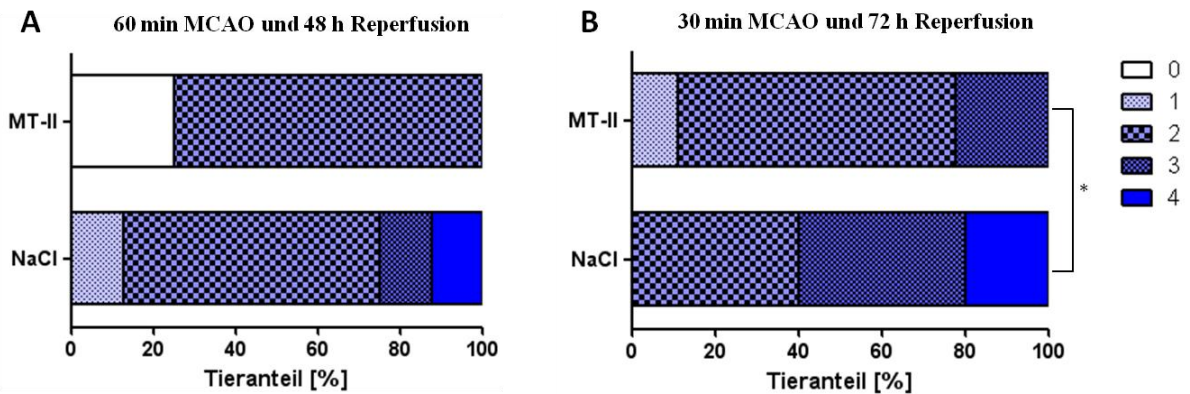 A
60 min MCAO und 48 h Reperfusion
MT-II
NaCl
0 20 40 60 80 100
Tieranteil [%]
B
30 min MCAO und 72 h Reperfusion
MT-II
NaCl
*
0 20 40 60 80 100
Tieranteil [%]
0
1
2
3
4